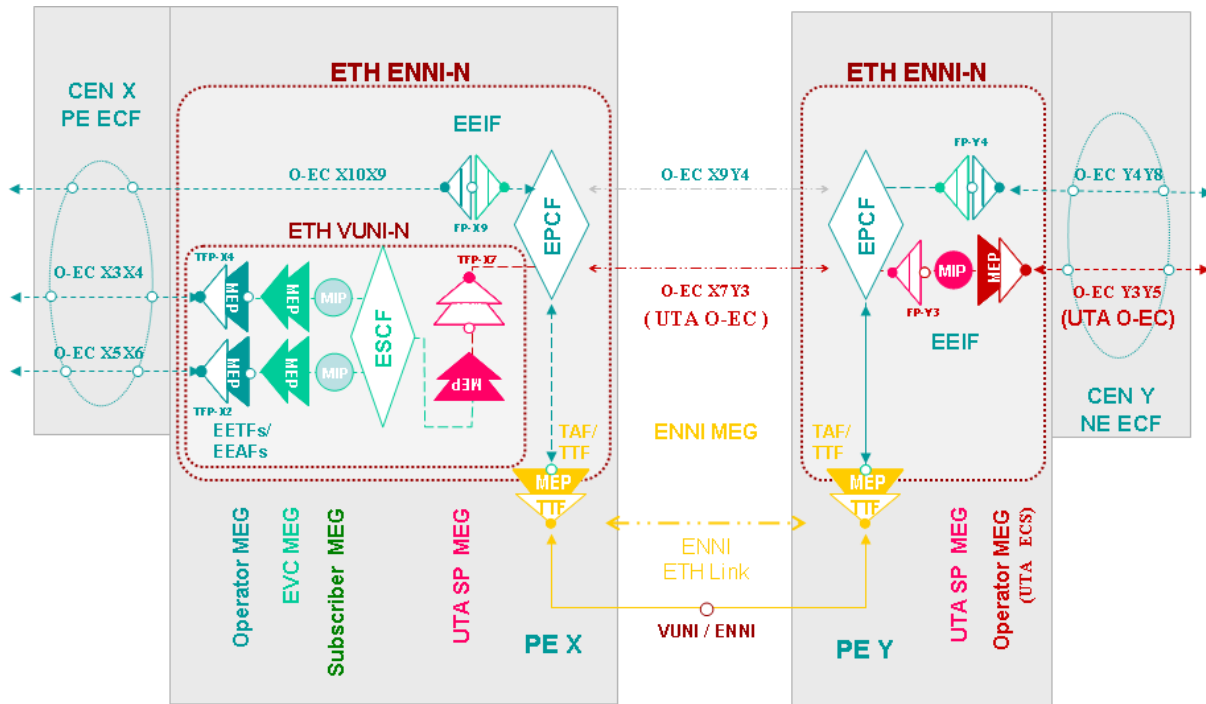 ETH ENNI-N
CEN X
PE ECF
EEIF
O-EC X10X9
FP-X9
EPCF
ETH VUNI-N
TFP-X4
TFP-X7
O-EC X3X4
MEP
MEP
MIP
ESCF
O-EC X5X6
MEP
MEP
MIP
MEP
TFP-X2
EETFs/
EEAFs
TAF/
TTF
MEP
TTF
Operator MEG
EVC MEG
Subscriber MEG
UTA SP MEG
PE X
O-EC X9Y4
O-EC X7Y3
( UTA O-EC )
ENNI MEG
ENNI
ETH Link
VUNI / ENNI
ETH ENNI-N
FP-Y4
EEIF
EPCF
O-EC Y4Y8
MIP
MEP
FP-Y3
O-EC Y3Y5
(UTA O-EC)
EEIF
CEN Y
NE ECF
TAF/
TTF
MEP
TTF
UTA SP MEG
Operator MEG
(UTA ECS)
PE Y